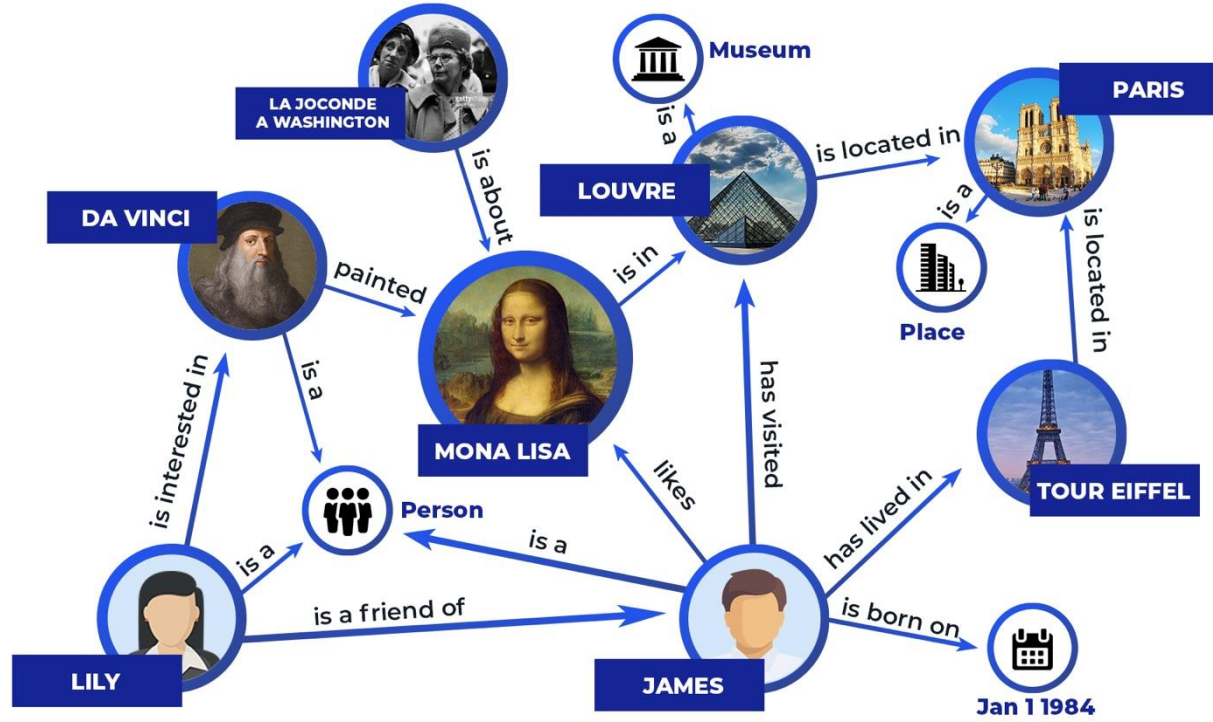 Museum
PARIS
LA JOCONDE
A WASHINGTON
gettyimages
is a
is located in
is about
LOUVRE
DA VINCI
is a
is located in
painted
is in
Place
is interested in
is a
has visited
MONA LISA
likes
TOUR EIFFEL
Person
has lived in
is a
is a
is a friend of
is born on
LILY
JAMES
Jan 1 1984